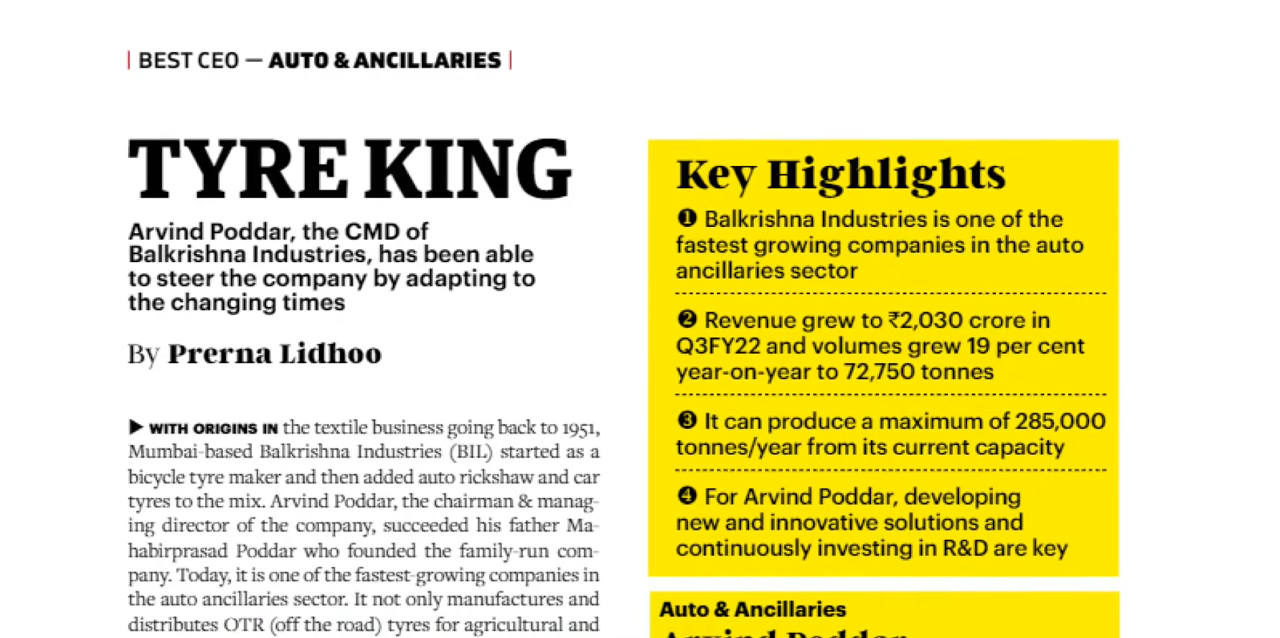 | BEST CEO — AUTO & ANCILLARIES |
TYRE KING
Arvind Poddar, the CMD of
Balkrishna Industries, has been able
to steer the company by adapting to
the changing times
By Prerna Lidhoo
▶ WITH ORIGINS IN the textile business going back to 1951,
Mumbai-based Balkrishna Industries (BIL) started as a
bicycle tyre maker and then added auto rickshaw and car
tyres to the mix. Arvind Poddar, the chairman & manag-
ing director of the company, succeeded his father Ma-
habirprasad Poddar who founded the family-run com-
pany. Today, it is one of the fastest-growing companies in
the auto ancillaries sector. It not only manufactures and
distributes OTR (off the road) tyres for agricultural and
Key Highlights
❶ Balkrishna Industries is one of the
fastest growing companies in the auto
ancillaries sector
❷ Revenue grew to ₹2,030 crore in
Q3FY22 and volumes grew 19 per cent
year-on-year to 72,750 tonnes
❸ It can produce a maximum of 285,000
tonnes/year from its current capacity
❹ For Arvind Poddar, developing
new and innovative solutions and
continuously investing in R&D are key
Auto & Ancillaries
Arvind Poddar